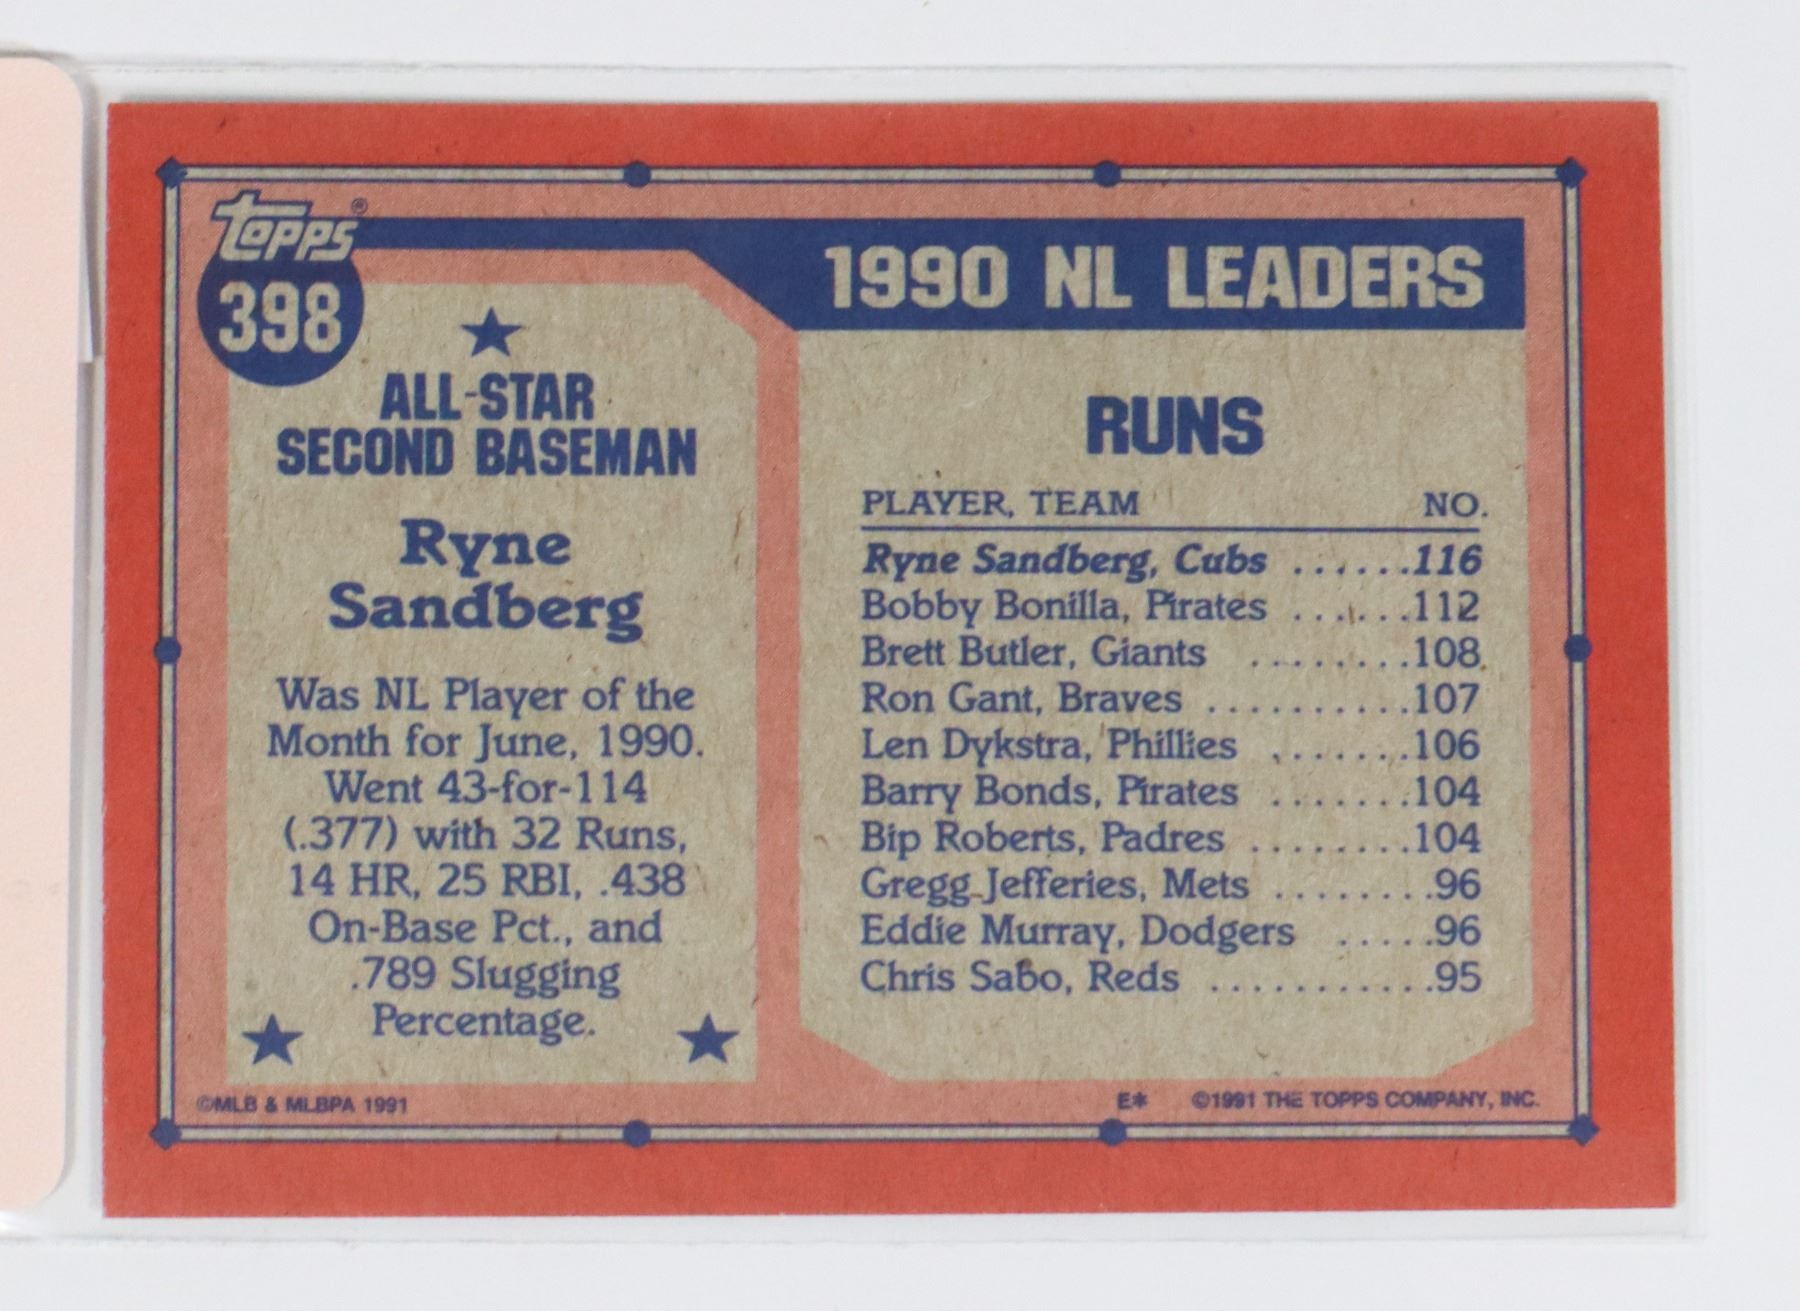 topps®
398
ALL-STAR
SECOND BASEMAN
Ryne
Sandberg
Was NL Player of the
Month for June, 1990.
Went 43-for-114
(.377) with 32 Runs,
14 HR, 25 RBI, .438
On-Base Pct., and
.789 Slugging
Percentage.
©MLB & MLBPA 1991
1990 NL LEADERS
RUNS
PLAYER, TEAM NO.
Ryne Sandberg, Cubs ......116
Bobby Bonilla, Pirates .......112
Brett Butler, Giants ........108
Ron Gant, Braves ..........107
Len Dykstra, Phillies .......106
Barry Bonds, Pirates .......104
Bip Roberts, Padres ........104
Gregg Jefferies, Mets ........96
Eddie Murray, Dodgers .....96
Chris Sabo, Reds ...........95
E* ©1991 THE TOPPS COMPANY, INC.